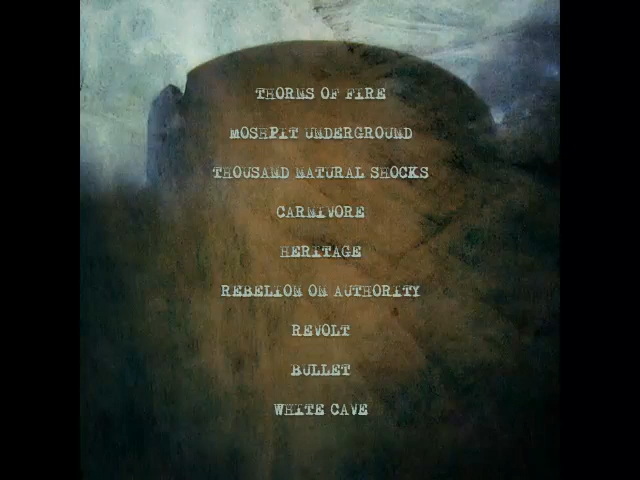 THORNS OF FIRE
MOSHPIT UNDERGROUND
THOUSAND NATURAL SHOCKS
CARNIVORE
HERITAGE
REBELION ON AUTHORITY
REVOLT
BULLET
WHITE CAVE